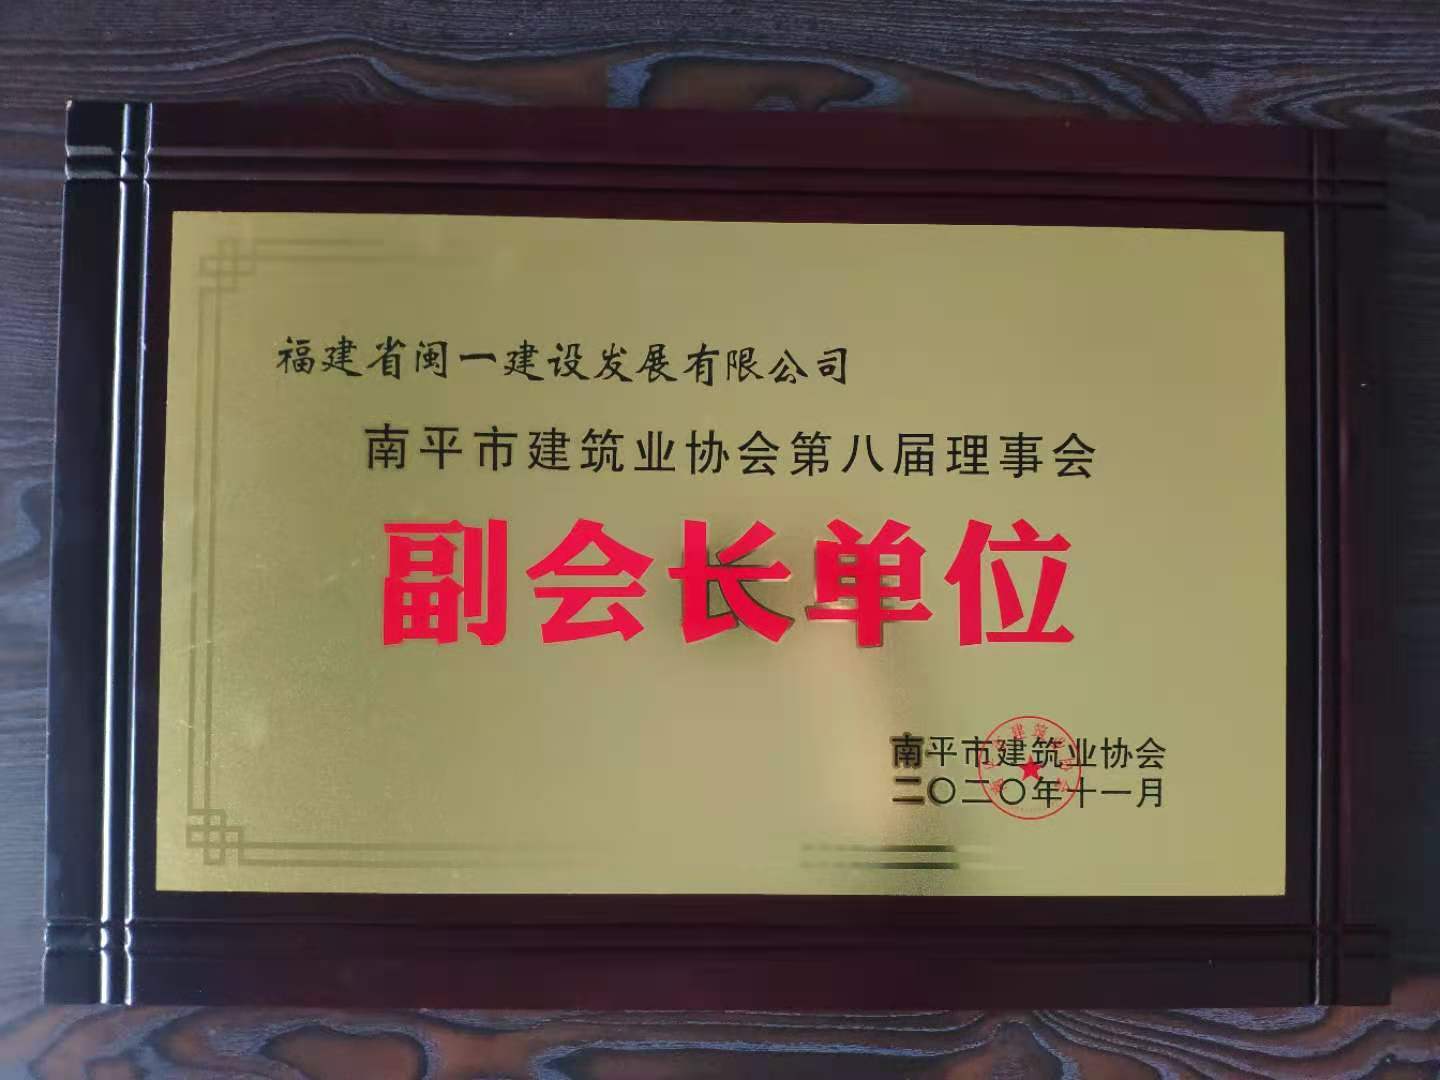 福建省闽一建设发展有限公司
南平市建筑业协会第八届理事会
副会长单位
南平市建筑业协会
二〇二〇年十一月